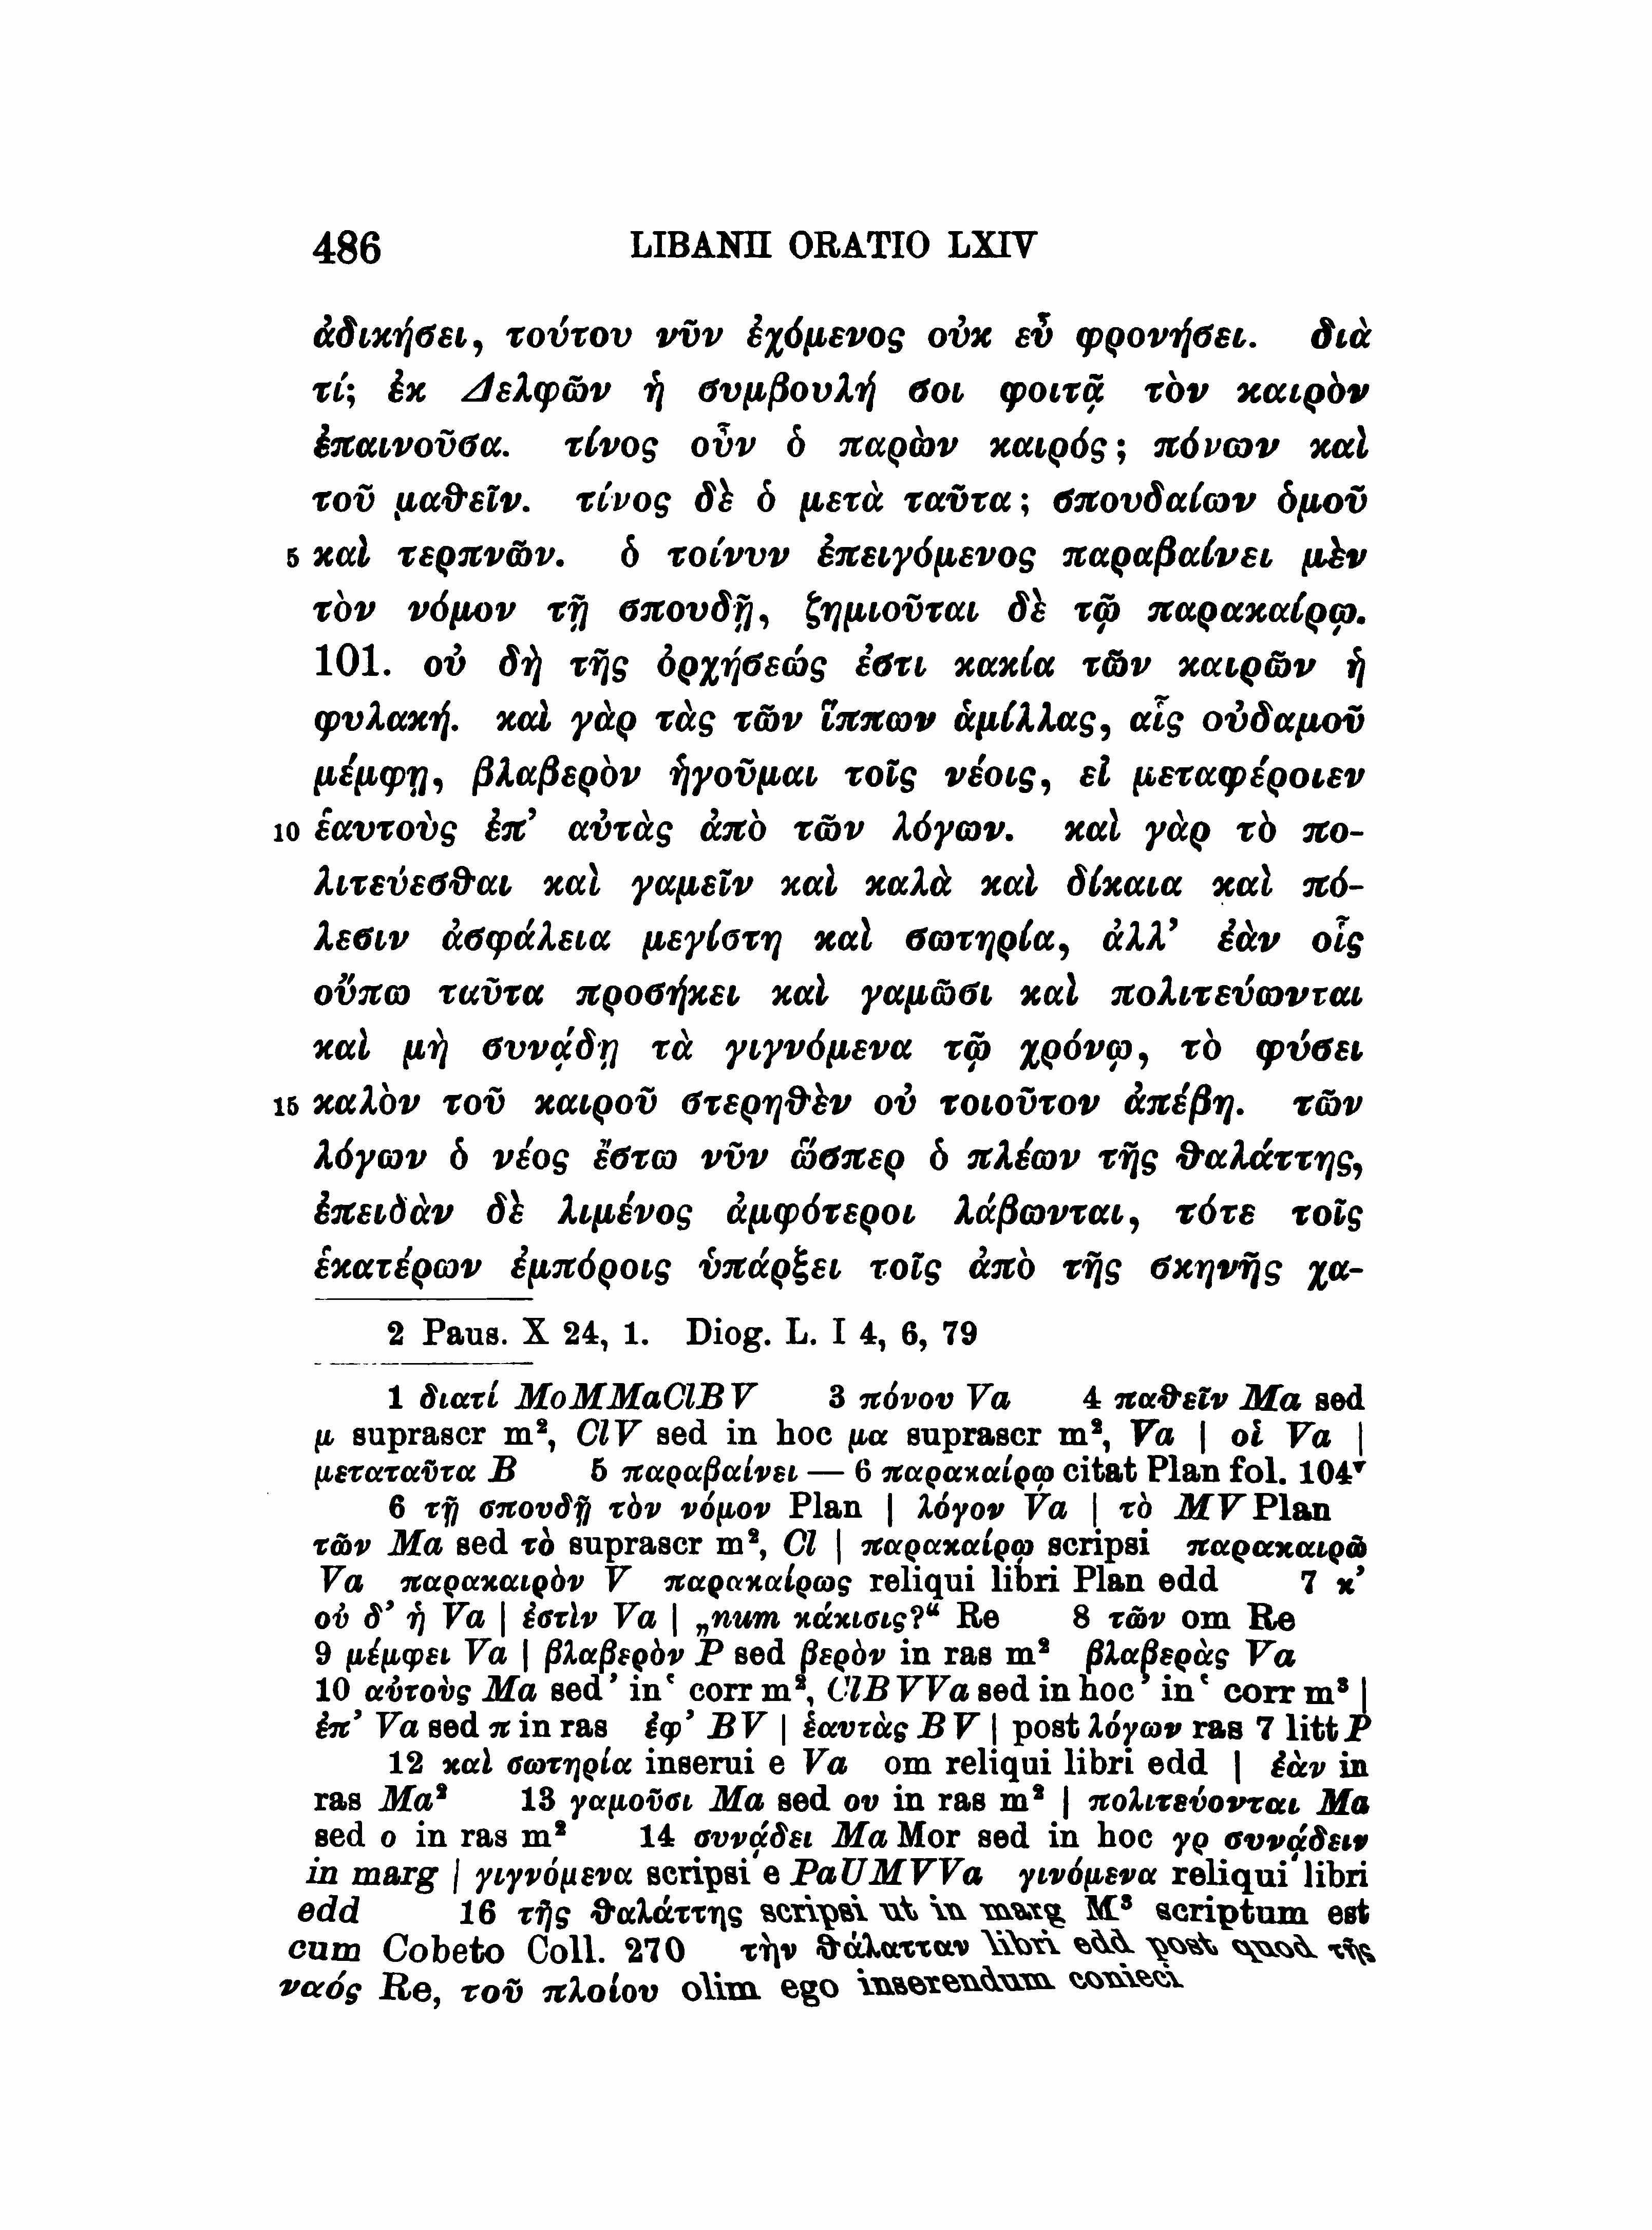 486 LIBANII ORATIO LXIV
ἀδικήσει, τούτου νῦν ἐχόμενος οὐκ εὖ φρονήσει. διὰ
τί; ἐκ Δελφῶν ἡ συμβουλή σοι φοιτᾷ τὸν καιρὸν
ἐπαινοῦσα. τίνος οὖν ὁ παρὼν καιρός; πόνων καὶ
τοῦ μαθεῖν. τίνος δὲ ὁ μετὰ ταῦτα; σπουδαίων ὁμοῦ
5 καὶ τερπνῶν. ὁ τοίνυν ἐπειγόμενος παραβαίνει μὲν
τὸν νόμον τῇ σπουδῇ, ζημιοῦται δὲ τῷ παρακαίρῳ.
101. οὐ δὴ τῆς ὀρχήσεώς ἐστι κακία τῶν καιρῶν ἡ
φυλακή. καὶ γὰρ τὰς τῶν ἵππων ἁμίλλας, αἷς οὐδαμοῦ
μέμφῃ, βλαβερὸν ἡγοῦμαι τοῖς νέοις, εἰ μεταφέροιεν
10 ἑαυτοὺς ἐπ’ αὐτὰς ἀπὸ τῶν λόγων. καὶ γὰρ τὸ πο-
λιτεύεσθαι καὶ γαμεῖν καὶ καλὰ καὶ δίκαια καὶ πό-
λεσιν ἀσφάλεια μεγίστη καὶ σωτηρία, ἀλλ’ ἐὰν οἷς
οὔπω ταῦτα προσήκει καὶ γαμῶσι καὶ πολιτεύωνται
καὶ μὴ συνᾴδῃ τὰ γιγνόμενα τῷ χρόνῳ, τὸ φύσει
15 καλὸν τοῦ καιροῦ στερηθὲν οὐ τοιοῦτον ἀπέβη. τῶν
λόγων ὁ νέος ἔστω νῦν ὥσπερ ὁ πλέων τῆς θαλάττης,
ἐπειδὰν δὲ λιμένος ἀμφότεροι λάβωνται, τότε τοῖς
ἑκατέρων ἐμπόροις ὑπάρξει τοῖς ἀπὸ τῆς σκηνῆς χα-
2 Paus. X 24, 1. Diog. L. I 4, 6, 79
1 διατί MoMMaClBV 3 πόνου Va 4 παθεῖν Ma sed
μ suprascr m², ClV sed in hoc μα suprascr m², Va | οἱ Va |
μεταταῦτα B 5 παραβαίνει — 6 παρακαίρῳ citat Plan fol. 104ᵛ
6 τῇ σπουδῇ τὸν νόμον Plan | λόγον Va | τὸ MV Plan
τῶν Ma sed τὸ suprascr m², Cl | παρακαίρῳ scripsi παρακαιρῶ
Va παρακαιρὸν V παρακαίρως reliqui libri Plan edd 7 κ’
οὐ δ’ ἡ Va | ἐστὶν Va | „num κάκισις?“ Re 8 τῶν om Re
9 μέμφει Va | βλαβερὸν P sed βερὸν in ras m² βλαβερὰς Va
10 αὐτοὺς Ma sed ’ in ‘ corr m², ClBVVa sed in hoc ’ in ‘ corr m³ |
ἐπ’ Va sed π in ras ἐφ’ BV | ἑαυτὰς BV | post λόγων ras 7 litt P
12 καὶ σωτηρία inserui e Va om reliqui libri edd | ἐὰν in
ras Ma² 13 γαμοῦσι Ma sed ου in ras m² | πολιτεύονται Ma
sed ο in ras m² 14 συνᾴδει Ma Mor sed in hoc γρ συνᾴδειν
in marg | γιγνόμενα scripsi e PaUMVVa γινόμενα reliqui libri
edd 16 τῆς θαλάττης scripsi ut in marg M³ scriptum est
cum Cobeto Coll. 270 τὴν θάλατταν libri edd post quod τῆς
ναός Re, τοῦ πλοίου olim ego inserendum conieci